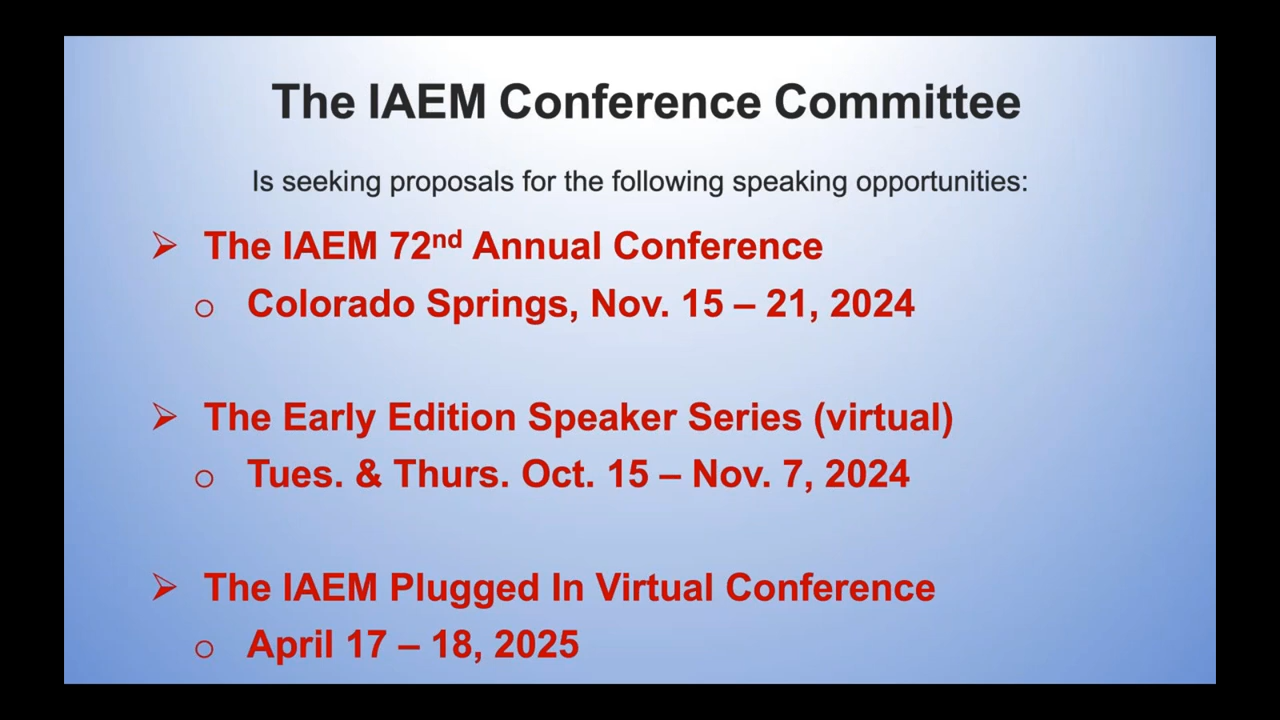 The IAEM Conference Committee
Is seeking proposals for the following speaking opportunities:
➢ The IAEM 72nd Annual Conference
o Colorado Springs, Nov. 15 – 21, 2024
➢ The Early Edition Speaker Series (virtual)
o Tues. & Thurs. Oct. 15 – Nov. 7, 2024
➢ The IAEM Plugged In Virtual Conference
o April 17 – 18, 2025